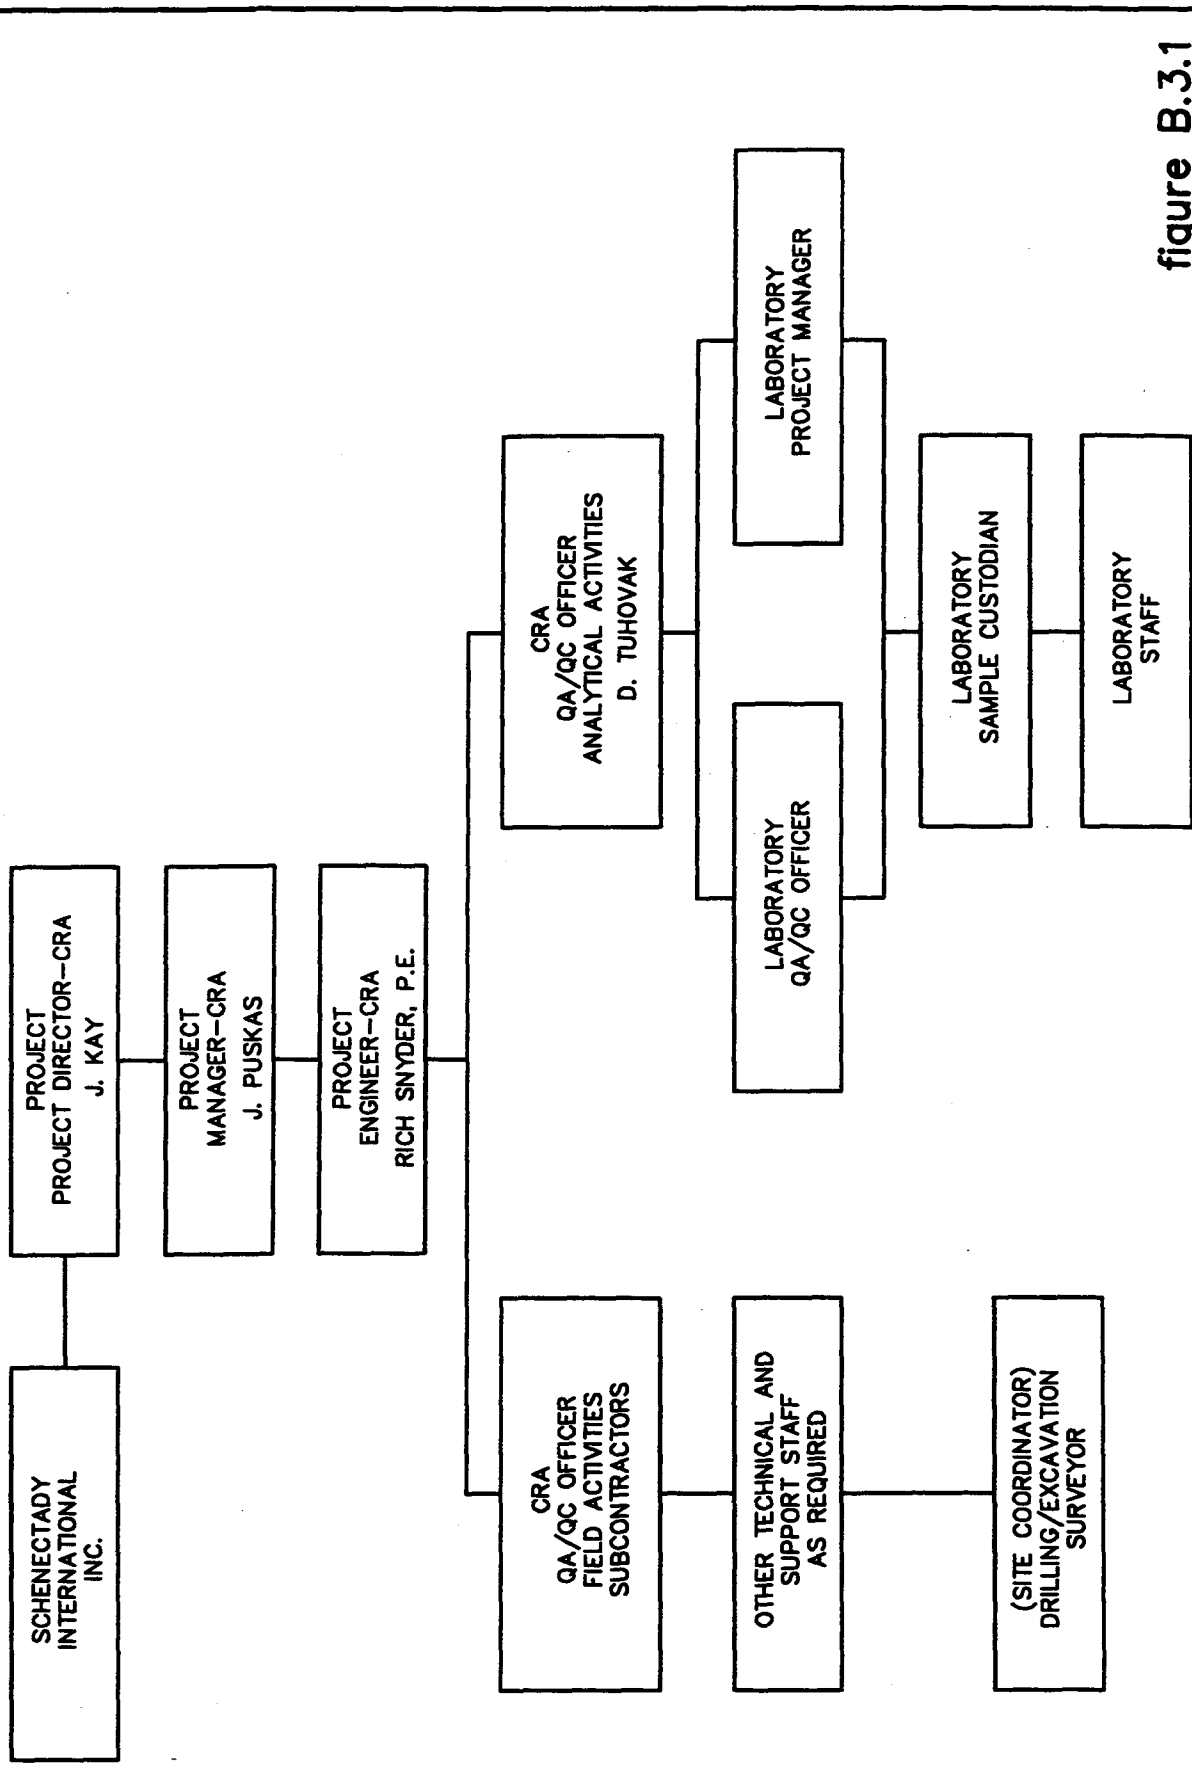 SCHENECTADY
INTERNATIONAL
INC.
PROJECT
PROJECT DIRECTOR-CRA
J. KAY
PROJECT
MANAGER-CRA
J. PUSKAS
PROJECT
ENGINEER-CRA
RICH SNYDER, P.E.
CRA
QA/QC OFFICER
FIELD ACTIVITIES
SUBCONTRACTORS
CRA
QA/QC OFFICER
ANALYTICAL ACTIVITIES
D. TUHOVAK
OTHER TECHNICAL AND
SUPPORT STAFF
AS REQUIRED
LABORATORY
QA/QC OFFICER
LABORATORY
PROJECT MANAGER
(SITE COORDINATOR)
DRILLING/EXCAVATION
SURVEYOR
LABORATORY
SAMPLE CUSTODIAN
LABORATORY
STAFF
figure B.3.1